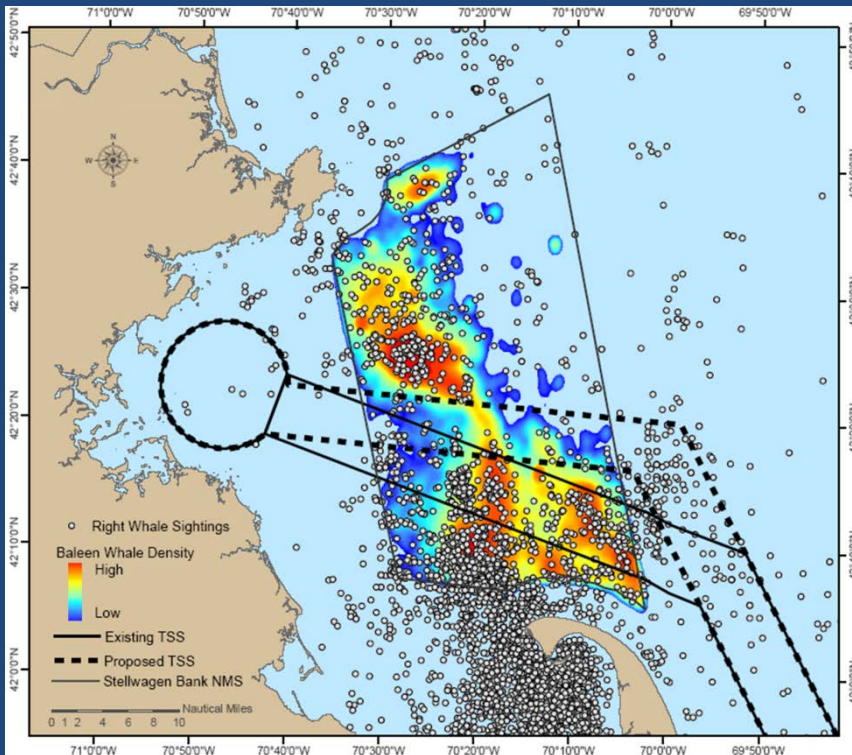 71°0'0"W 70°50'0"W 70°40'0"W 70°30'0"W 70°20'0"W 70°10'0"W 70°0'0"W 69°50'0"W
42°50'0"N
42°40'0"N
42°30'0"N
42°20'0"N
42°10'0"N
42°0'0"N
N
W E
S
Right Whale Sightings
Baleen Whale Density
High
Low
Existing TSS
Proposed TSS
Stellwagen Bank NMS
Nautical Miles
0 1 2 4 6 8 10
71°0'0"W 70°50'0"W 70°40'0"W 70°30'0"W 70°20'0"W 70°10'0"W 70°0'0"W 69°50'0"W